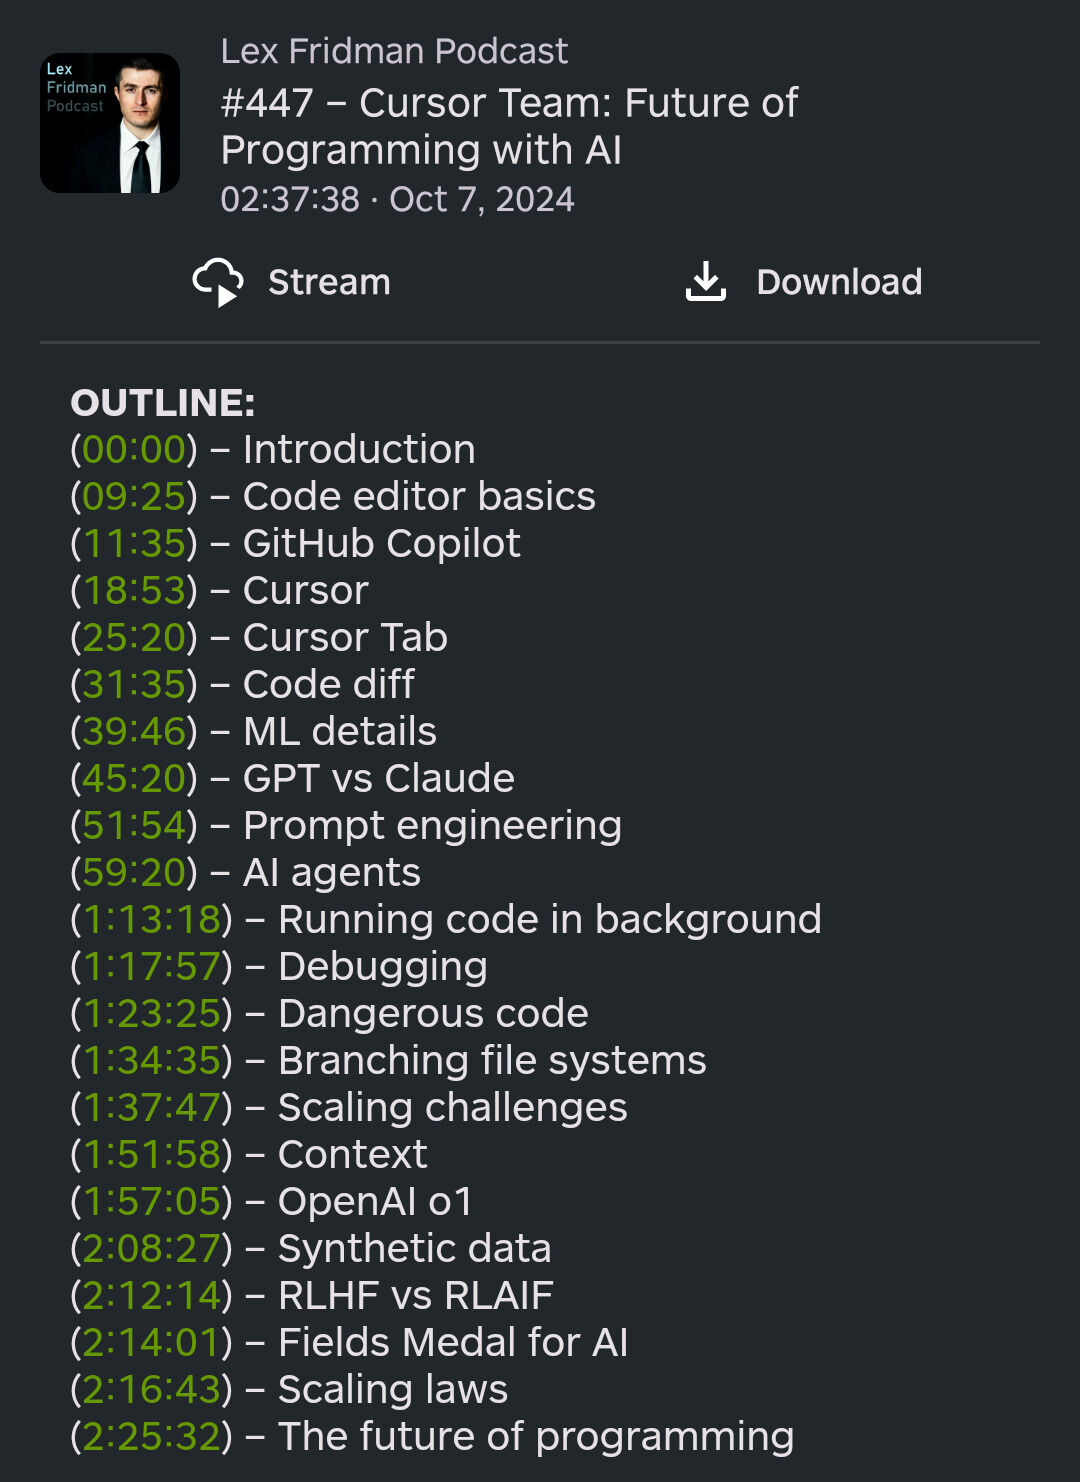 Lex
Fridman
Podcast
Lex Fridman Podcast
#447 – Cursor Team: Future of
Programming with AI
02:37:38 · Oct 7, 2024
Stream
Download
OUTLINE:
(00:00) – Introduction
(09:25) – Code editor basics
(11:35) – GitHub Copilot
(18:53) – Cursor
(25:20) – Cursor Tab
(31:35) – Code diff
(39:46) – ML details
(45:20) – GPT vs Claude
(51:54) – Prompt engineering
(59:20) – AI agents
(1:13:18) – Running code in background
(1:17:57) – Debugging
(1:23:25) – Dangerous code
(1:34:35) – Branching file systems
(1:37:47) – Scaling challenges
(1:51:58) – Context
(1:57:05) – OpenAI o1
(2:08:27) – Synthetic data
(2:12:14) – RLHF vs RLAIF
(2:14:01) – Fields Medal for AI
(2:16:43) – Scaling laws
(2:25:32) – The future of programming